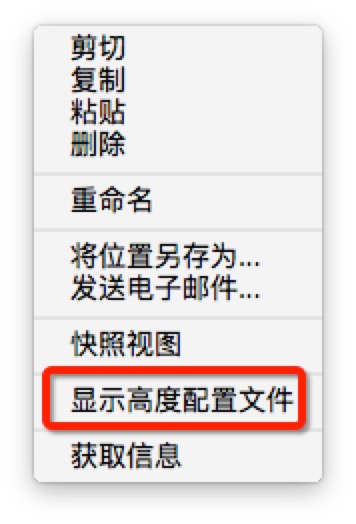 剪切
复制
粘贴
删除
重命名
将位置另存为...
发送电子邮件...
快照视图
显示高度配置文件
获取信息